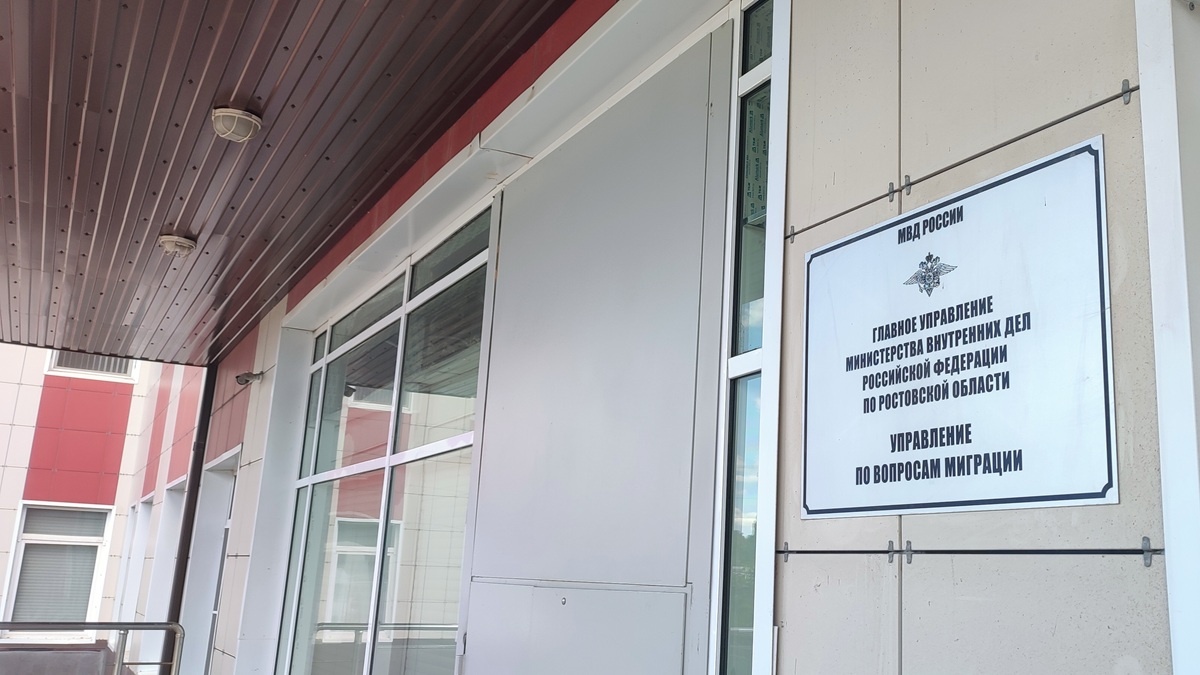 МВД РОССИИ
ГЛАВНОЕ УПРАВЛЕНИЕ
МИНИСТЕРСТВА ВНУТРЕННИХ ДЕЛ
РОССИЙСКОЙ ФЕДЕРАЦИИ
ПО РОСТОВСКОЙ ОБЛАСТИ
УПРАВЛЕНИЕ
ПО ВОПРОСАМ МИГРАЦИИ